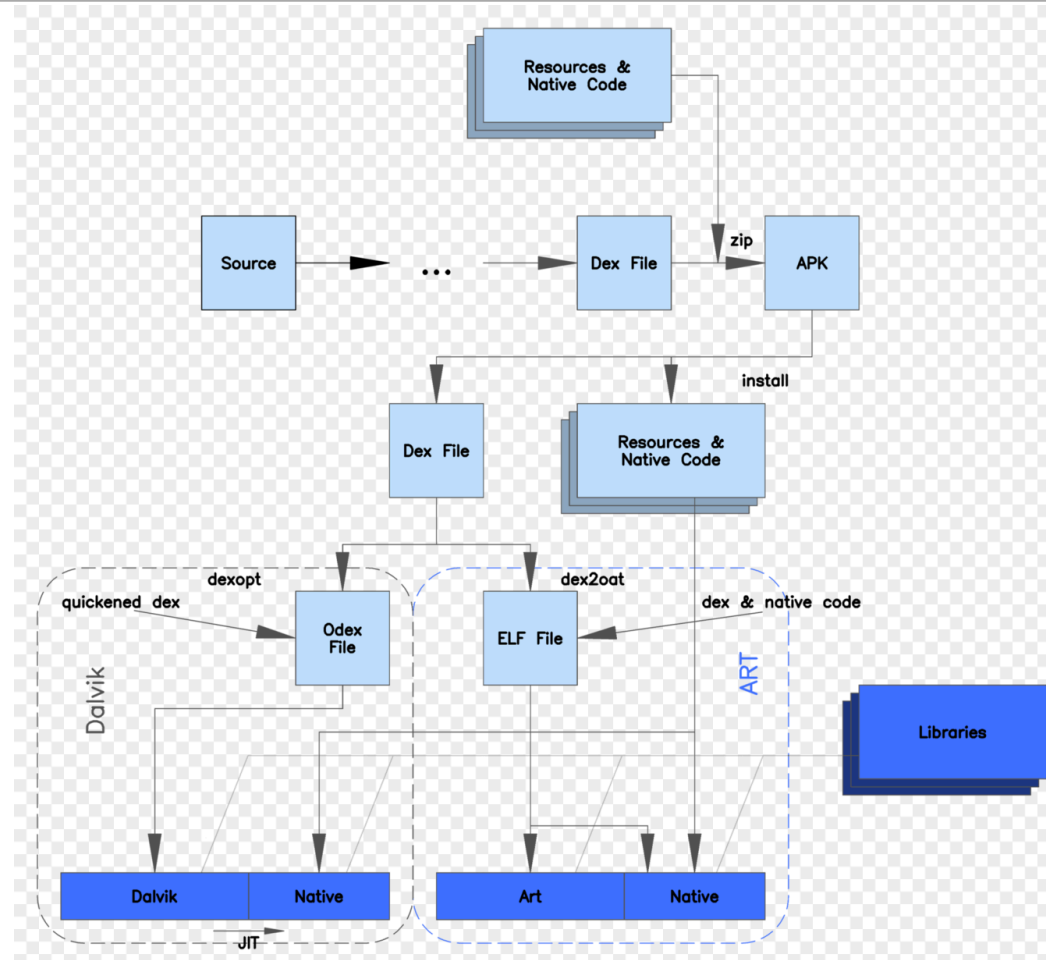 Resources &
Native Code
zip
Source
...
Dex File
APK
install
Dex File
Resources &
Native Code
dexopt
dex2oat
quickened dex
dex & native code
Odex
File
ELF File
Dalvik
ART
Libraries
Dalvik
Native
Art
Native
JIT